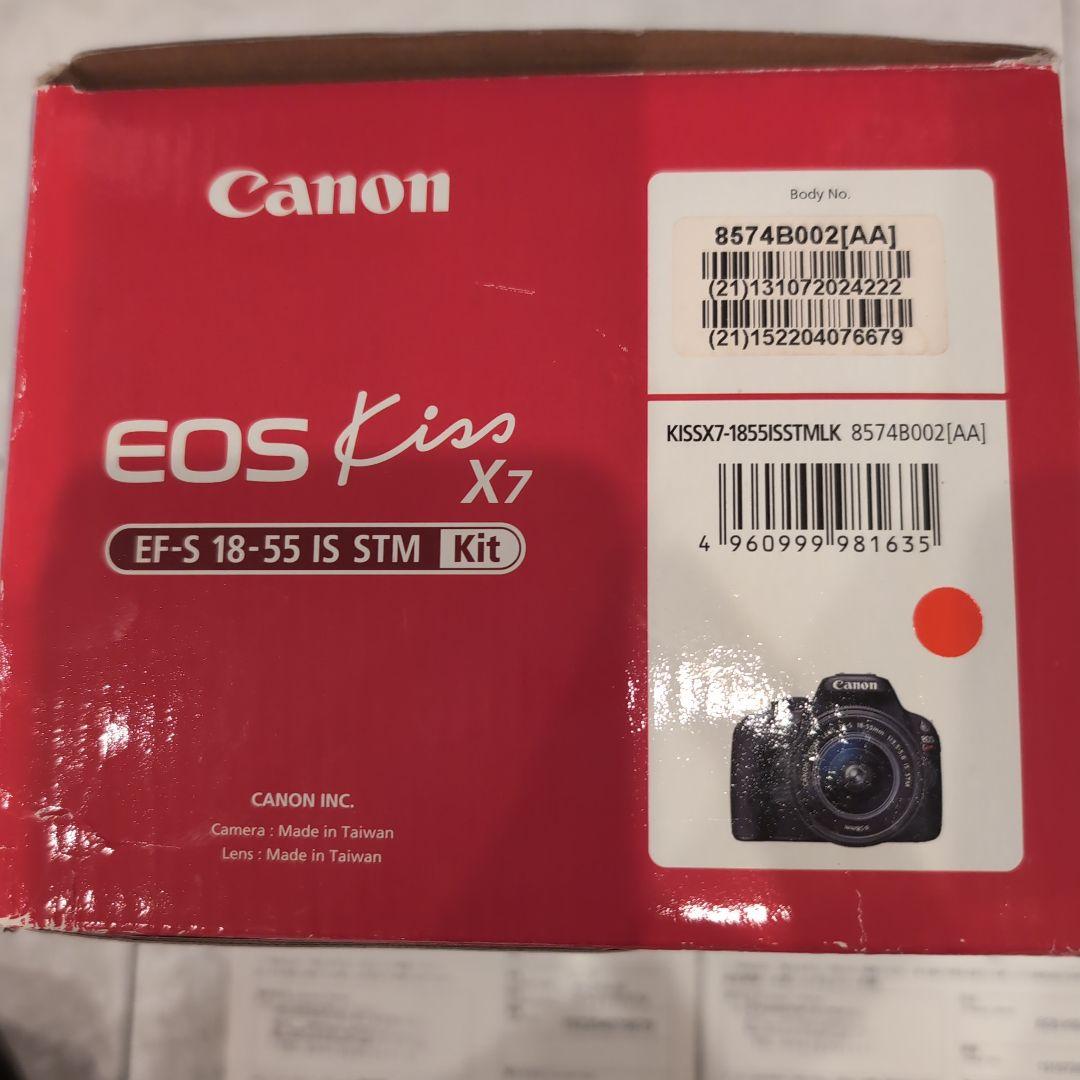 Canon
EOS Kiss
X7
EF-S 18-55 IS STM Kit
CANON INC.
Camera : Made in Taiwan
Lens : Made in Taiwan
Body No.
8574B002[AA]
(21)131072024222
(21)152204076679
KISSX7-1855ISSTMLK 8574B002[AA]
4 960999 981635
Canon